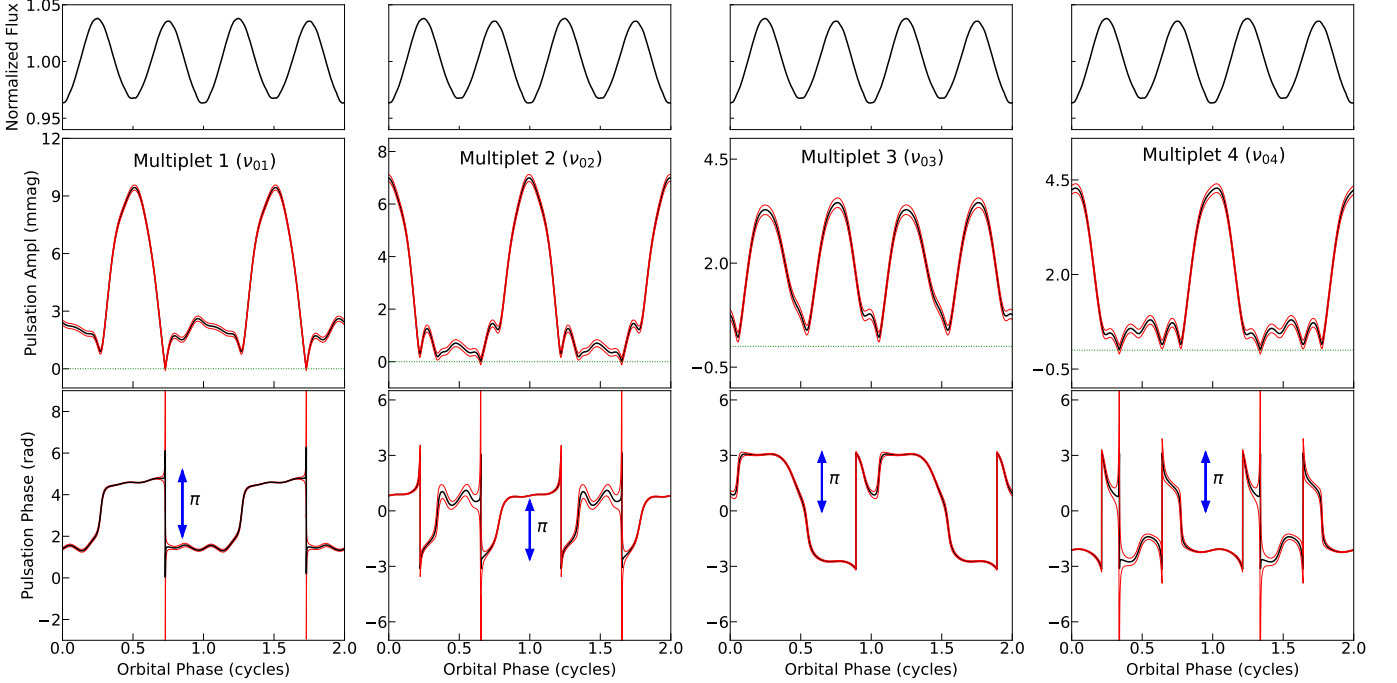 1.05
1.00
0.95
Normalized Flux
Multiplet 1 (ν01)
Multiplet 2 (ν02)
Multiplet 3 (ν03)
Multiplet 4 (ν04)
12
9
6
3
0
Pulsation Ampl (mmag)
8
6
4
2
0
4.5
2.0
−0.5
4.5
2.0
−0.5
8
6
4
2
0
−2
Pulsation Phase (rad)
π
6
3
0
−3
−6
π
6
3
0
−3
−6
π
6
3
0
−3
−6
π
0.0 0.5 1.0 1.5 2.0
0.0 0.5 1.0 1.5 2.0
0.0 0.5 1.0 1.5 2.0
0.0 0.5 1.0 1.5 2.0
Orbital Phase (cycles)
Orbital Phase (cycles)
Orbital Phase (cycles)
Orbital Phase (cycles)